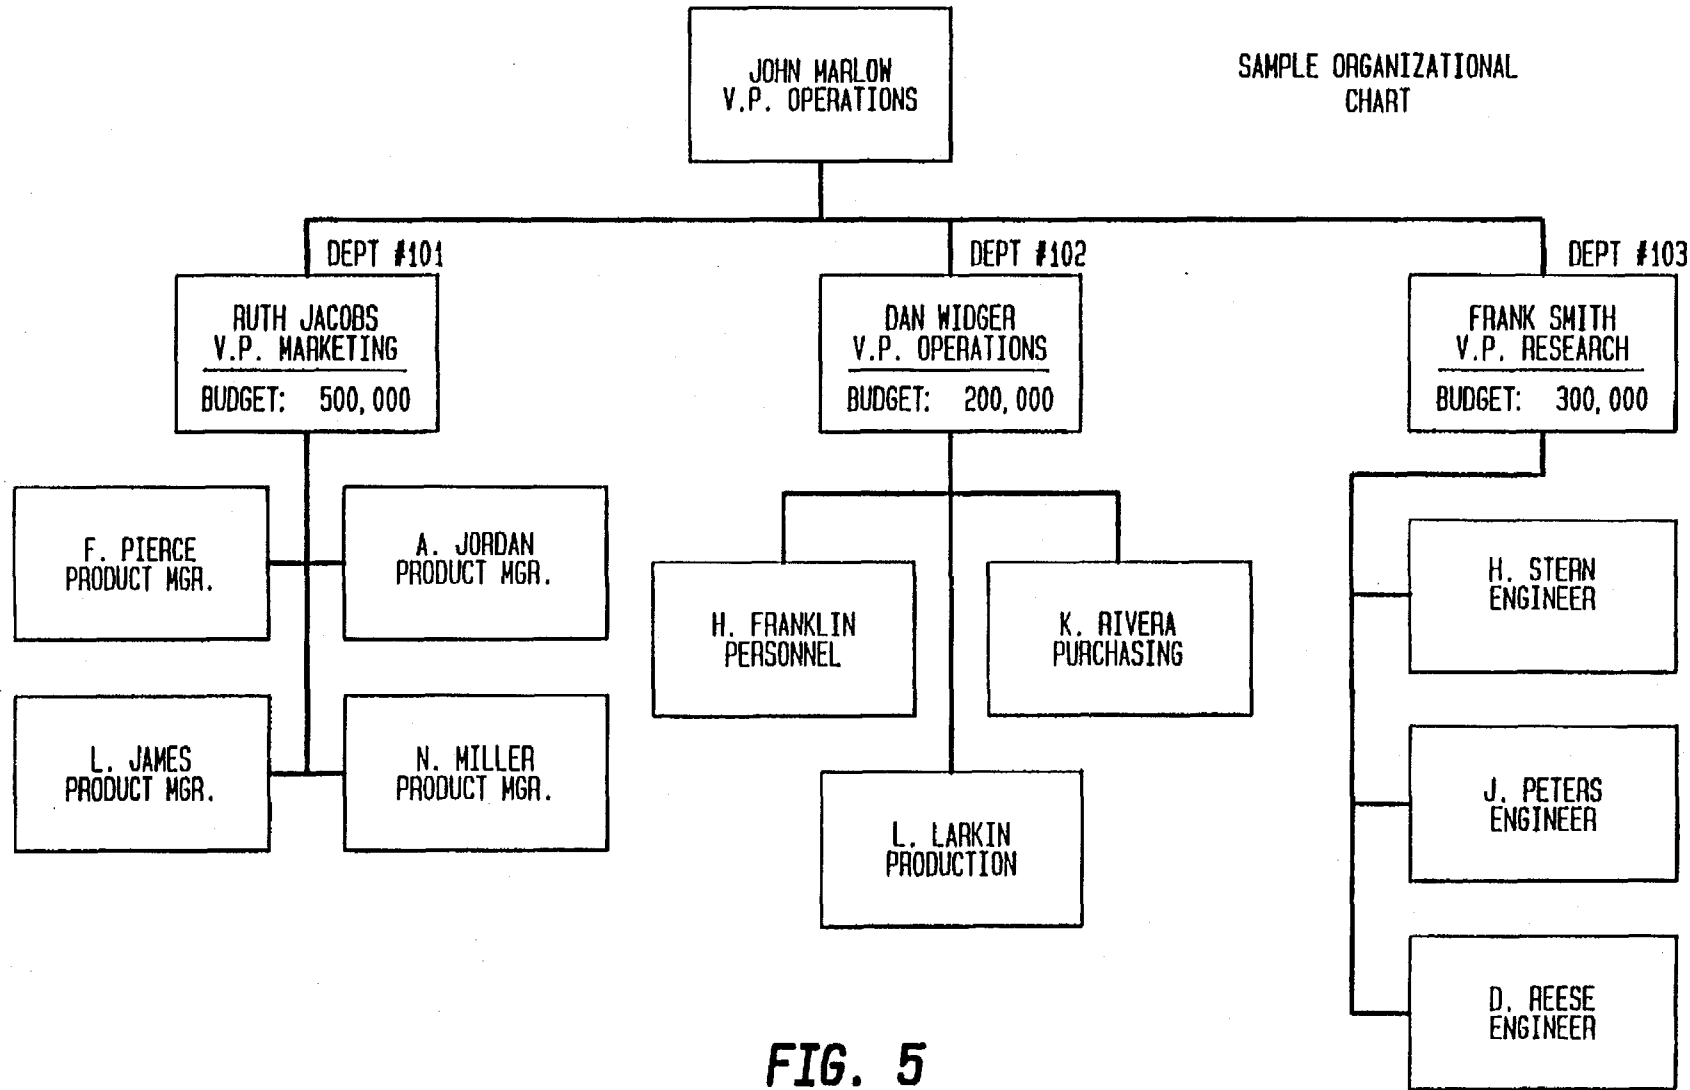 JOHN MARLOW
V.P. OPERATIONS
SAMPLE ORGANIZATIONAL
CHART
DEPT #101
DEPT #102
DEPT #103
RUTH JACOBS
V.P. MARKETING
BUDGET: 500,000
DAN WIDGER
V.P. OPERATIONS
BUDGET: 200,000
FRANK SMITH
V.P. RESEARCH
BUDGET: 300,000
F. PIERCE
PRODUCT MGR.
A. JORDAN
PRODUCT MGR.
L. JAMES
PRODUCT MGR.
N. MILLER
PRODUCT MGR.
H. FRANKLIN
PERSONNEL
K. RIVERA
PURCHASING
L. LARKIN
PRODUCTION
H. STERN
ENGINEER
J. PETERS
ENGINEER
D. REESE
ENGINEER
FIG. 5